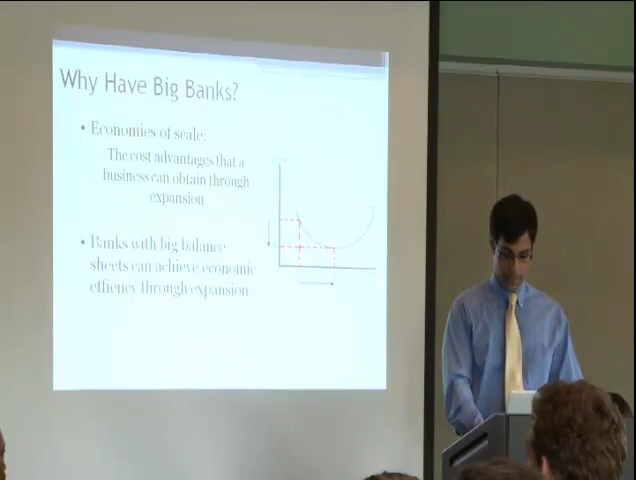 Why Have Big Banks?
• Economies of scale:
The cost advantages that a
business can obtain through
expansion
• Banks with big balance
sheets can achieve economic
effiency through expansion